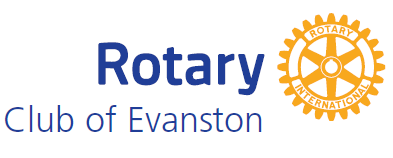 Rotary
Club of Evanston
ROTARY
INTERNATIONAL